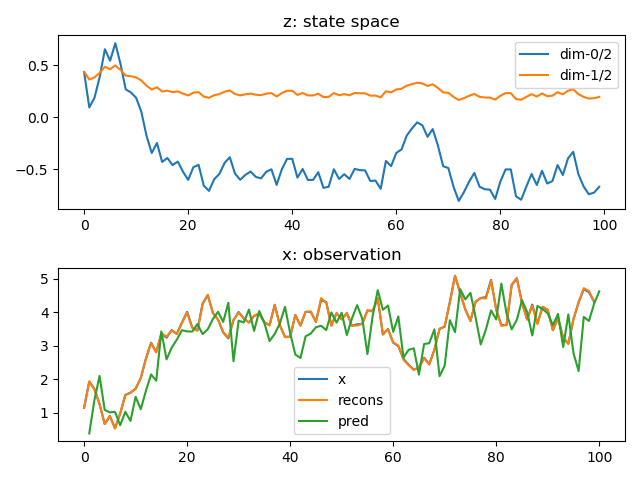 z: state space
0.5
0.0
−0.5
dim-0/2
dim-1/2
0 20 40 60 80 100
x: observation
5
4
3
2
1
x
recons
pred
0 20 40 60 80 100